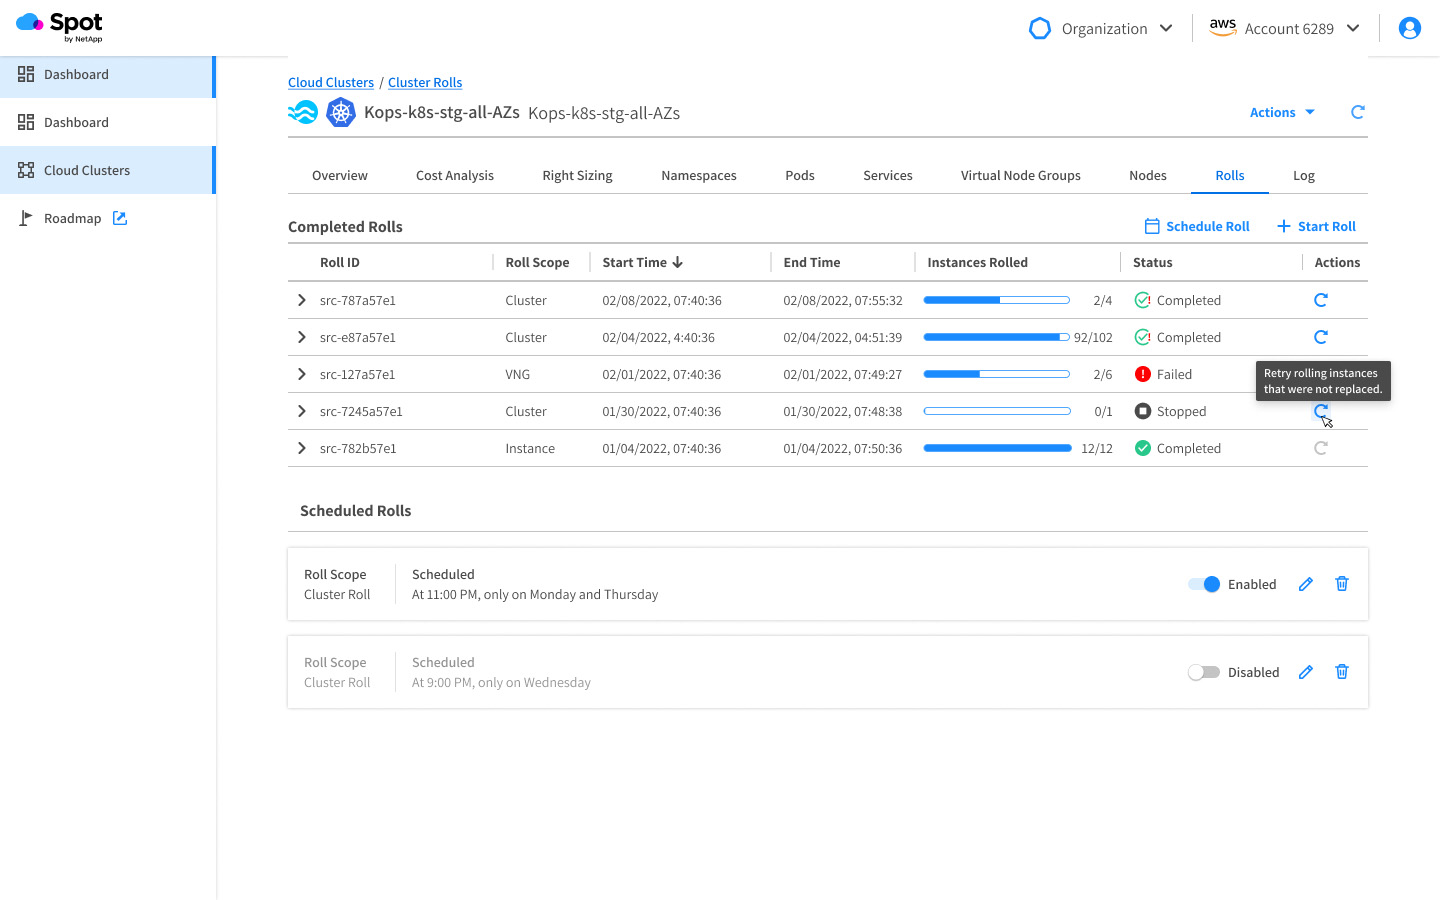 Spot
by NetApp
Organization
aws
Account 6289
Dashboard
Dashboard
Cloud Clusters
Roadmap
Cloud Clusters / Cluster Rolls
Kops-k8s-stg-all-AZs Kops-k8s-stg-all-AZs
Actions
Overview Cost Analysis Right Sizing Namespaces Pods Services Virtual Node Groups Nodes Rolls Log
Completed Rolls
Schedule Roll
Start Roll
Roll ID Roll Scope Start Time End Time Instances Rolled Status Actions
src-787a57e1 Cluster 02/08/2022, 07:40:36 02/08/2022, 07:55:32 2/4 Completed
src-e87a57e1 Cluster 02/04/2022, 4:40:36 02/04/2022, 04:51:39 92/102 Completed
src-127a57e1 VNG 02/01/2022, 07:40:36 02/01/2022, 07:49:27 2/6 Failed
Retry rolling instances
that were not replaced.
src-7245a57e1 Cluster 01/30/2022, 07:40:36 01/30/2022, 07:48:38 0/1 Stopped
src-782b57e1 Instance 01/04/2022, 07:40:36 01/04/2022, 07:50:36 12/12 Completed
Scheduled Rolls
Roll Scope Scheduled
Cluster Roll At 11:00 PM, only on Monday and Thursday
Enabled
Roll Scope Scheduled
Cluster Roll At 9:00 PM, only on Wednesday
Disabled